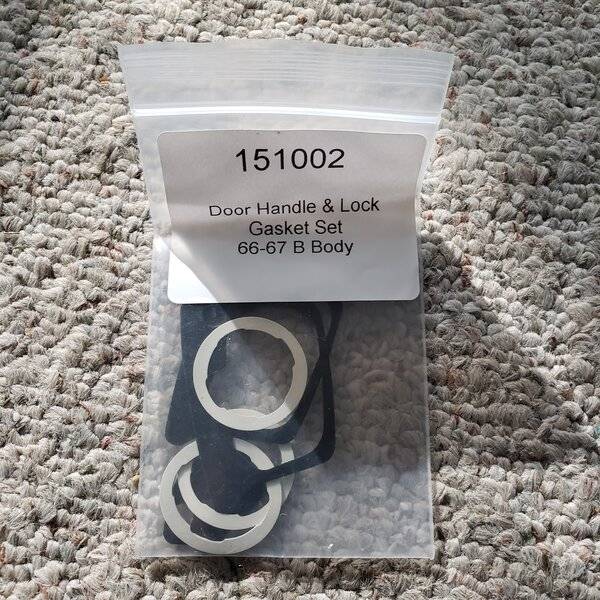 151002
Door Handle & Lock
Gasket Set
66-67 B Body